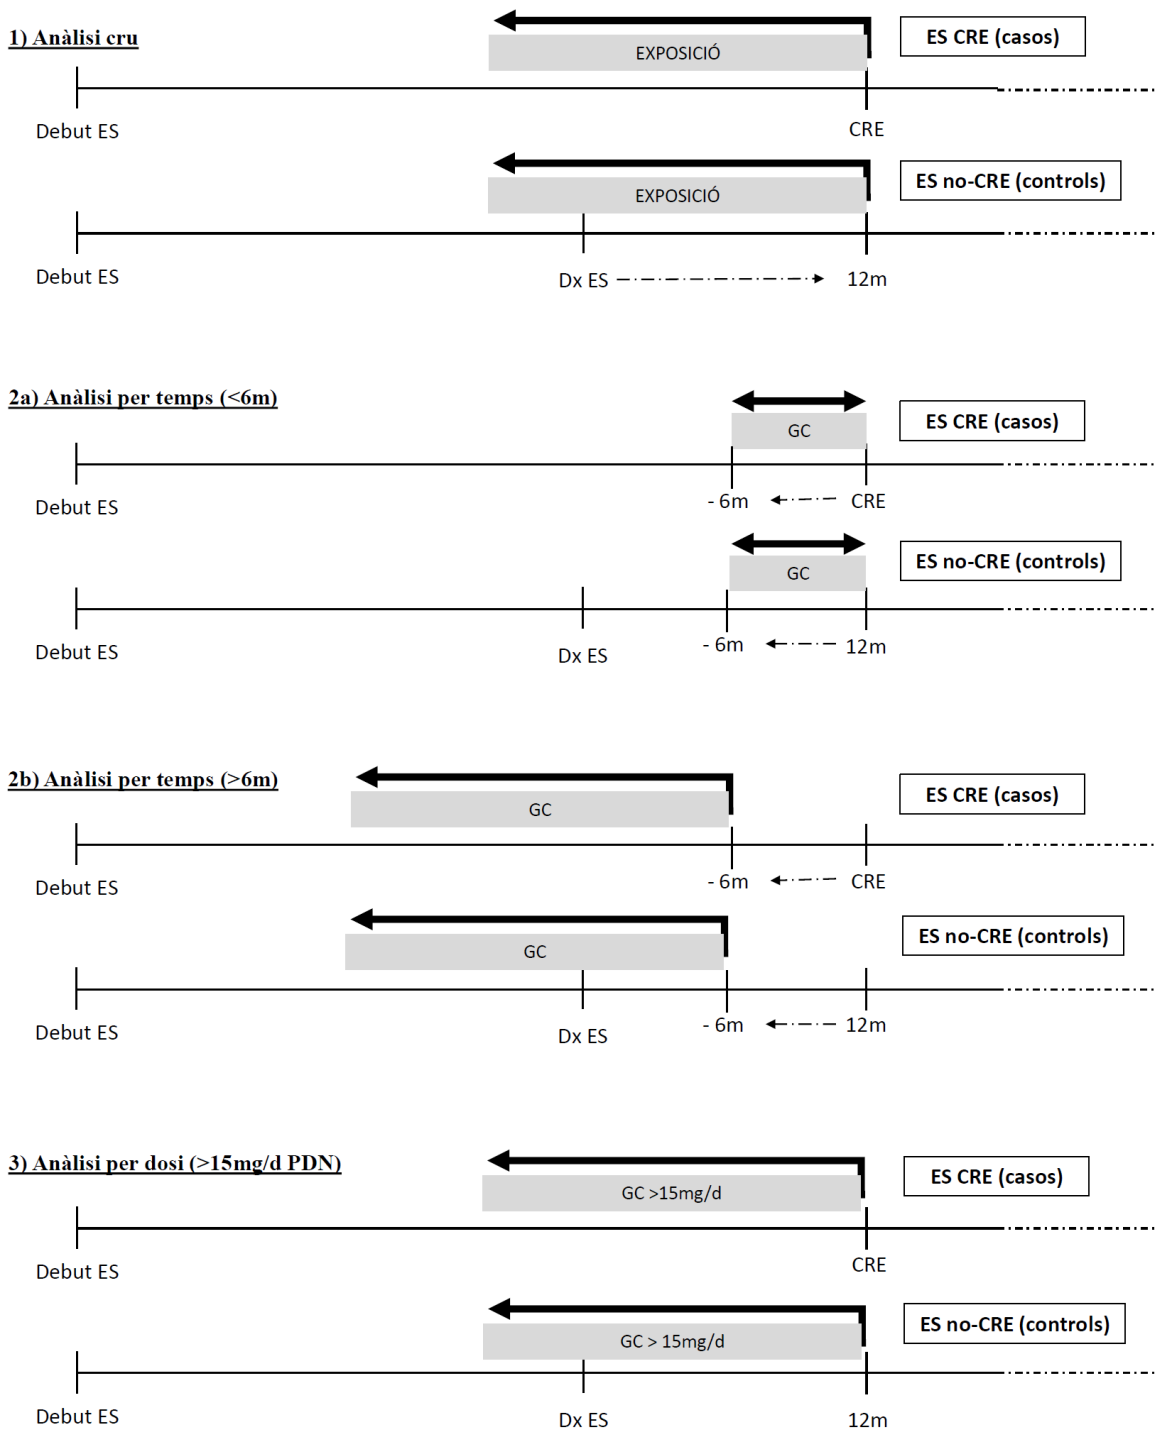 1) Anàlisi cru
ES CRE (casos)
EXPOSICIÓ
Debut ES
CRE
ES no-CRE (controls)
EXPOSICIÓ
Debut ES
Dx ES
12m
2a) Anàlisi per temps (<6m)
ES CRE (casos)
GC
Debut ES
- 6m
CRE
ES no-CRE (controls)
GC
Debut ES
Dx ES
- 6m
12m
2b) Anàlisi per temps (>6m)
ES CRE (casos)
GC
Debut ES
- 6m
CRE
ES no-CRE (controls)
GC
Debut ES
Dx ES
- 6m
12m
3) Anàlisi per dosi (>15mg/d PDN)
ES CRE (casos)
GC >15mg/d
Debut ES
CRE
ES no-CRE (controls)
GC > 15mg/d
Debut ES
Dx ES
12m